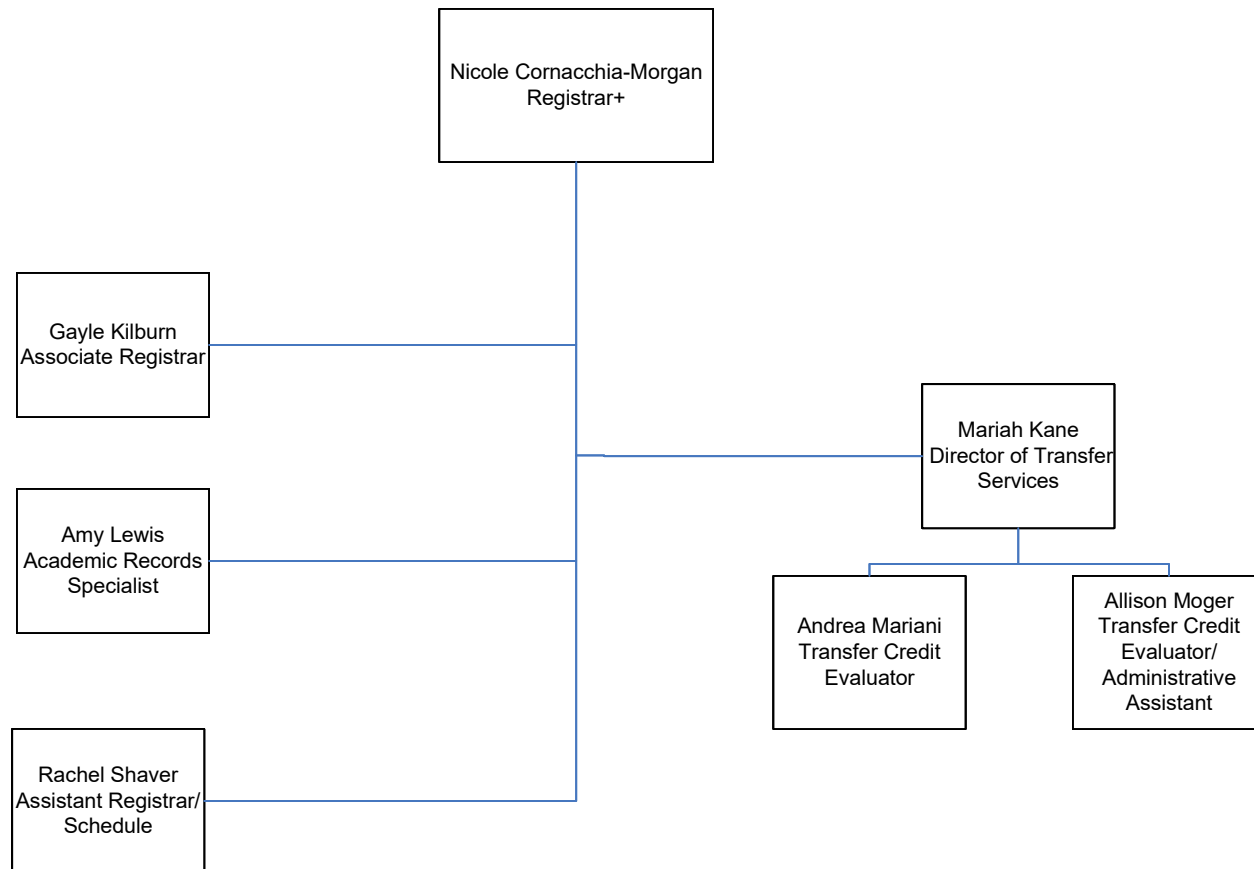 Nicole Cornacchia-Morgan
Registrar+
Gayle Kilburn
Associate Registrar
Mariah Kane
Director of Transfer
Services
Amy Lewis
Academic Records
Specialist
Andrea Mariani
Transfer Credit
Evaluator
Allison Moger
Transfer Credit
Evaluator/
Administrative
Assistant
Rachel Shaver
Assistant Registrar/
Schedule